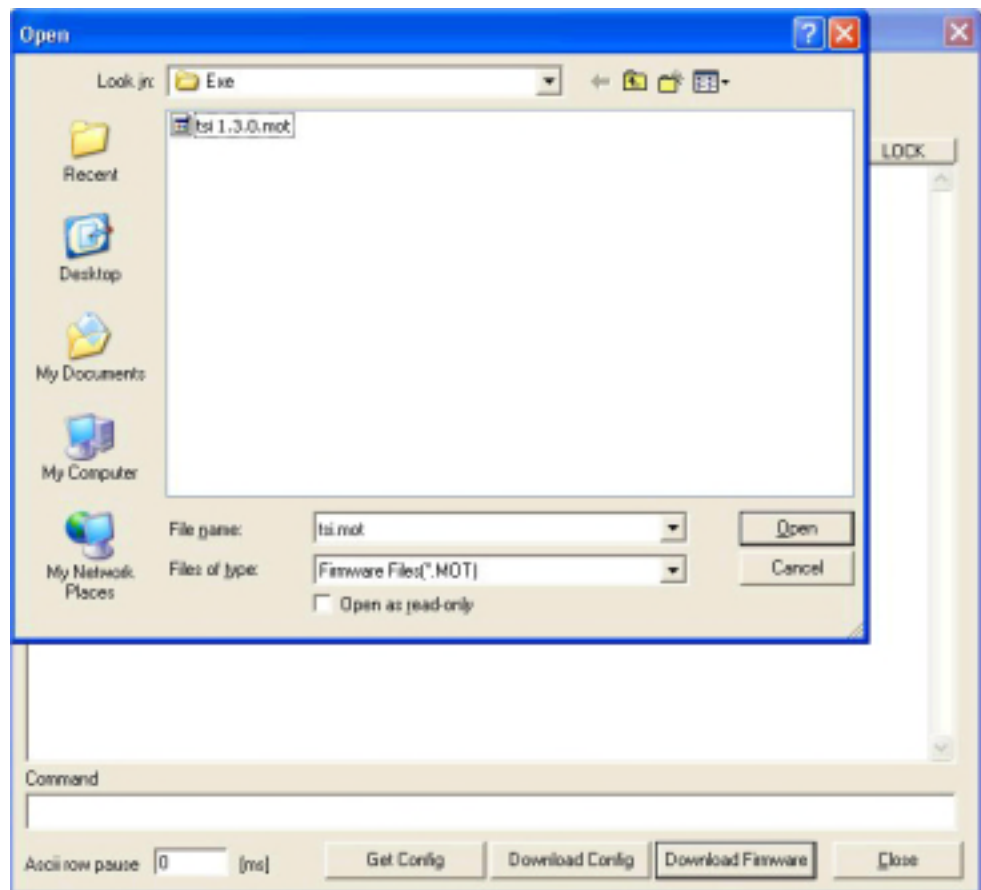 Open
Look in: Exe
tsi 1.3.0.mot
LOCK
Recent
Desktop
My Documents
My Computer
My Network
Places
File name: tsi.mot Open
Files of type: Firmware Files(*.MOT) Cancel
Open as read-only
Command
Ascii row pause 0 [ms] Get Config Download Config Download Firmware Close